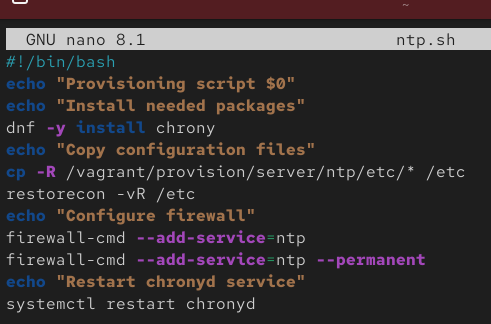 GNU nano 8.1 ntp.sh
#!/bin/bash
echo "Provisioning script $0"
echo "Install needed packages"
dnf -y install chrony
echo "Copy configuration files"
cp -R /vagrant/provision/server/ntp/etc/* /etc
restorecon -vR /etc
echo "Configure firewall"
firewall-cmd --add-service=ntp
firewall-cmd --add-service=ntp --permanent
echo "Restart chronyd service"
systemctl restart chronyd